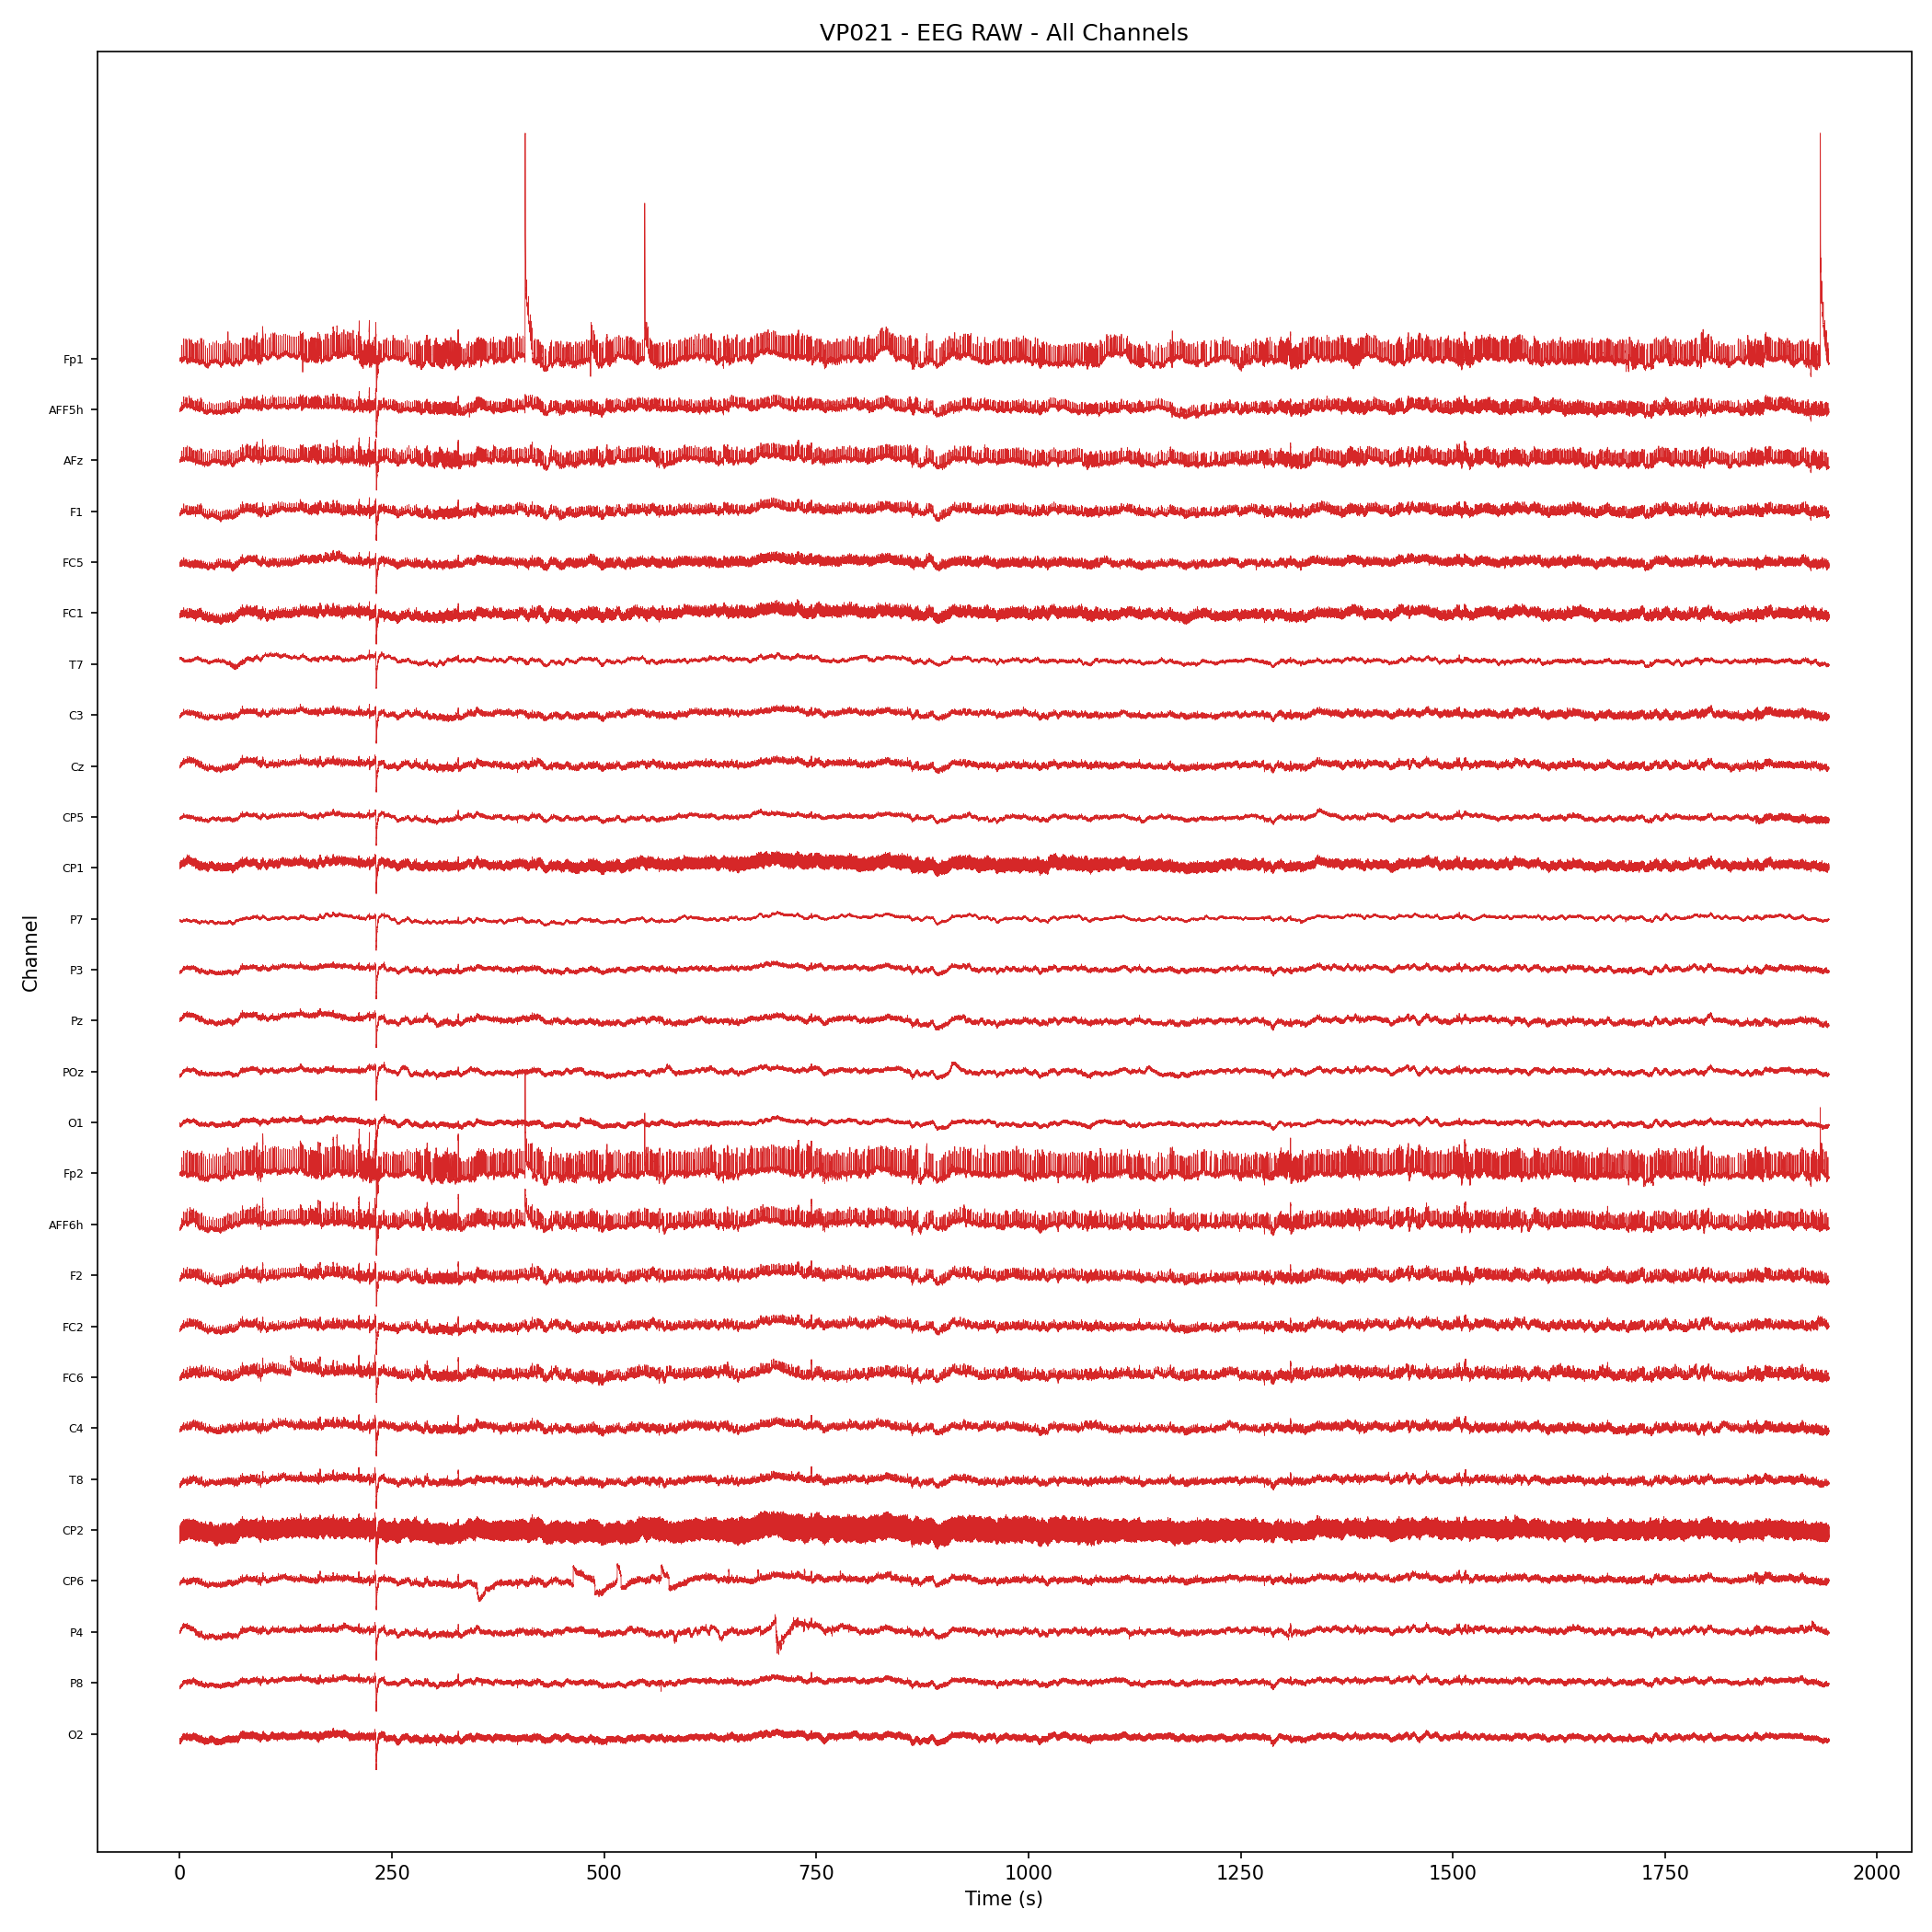 VP021 - EEG RAW - All Channels
Channel
Fp1
AFF5h
AFz
F1
FC5
FC1
T7
C3
Cz
CP5
CP1
P7
P3
Pz
POz
O1
Fp2
AFF6h
F2
FC2
FC6
C4
T8
CP2
CP6
P4
P8
O2
0 250 500 750 1000 1250 1500 1750 2000
Time (s)